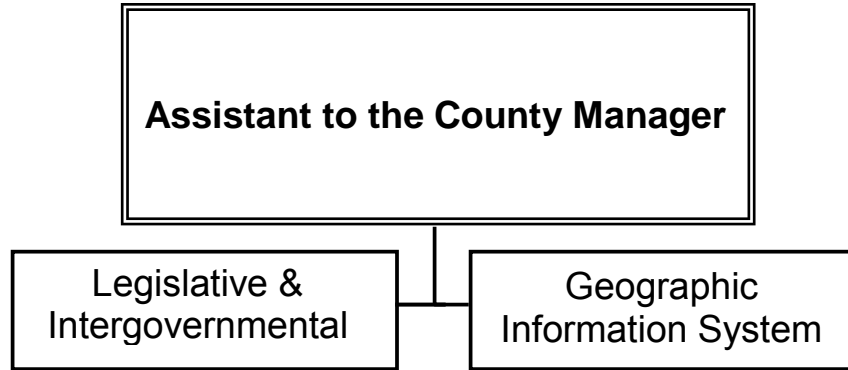 Assistant to the County Manager
Legislative &
Intergovernmental
Geographic
Information System